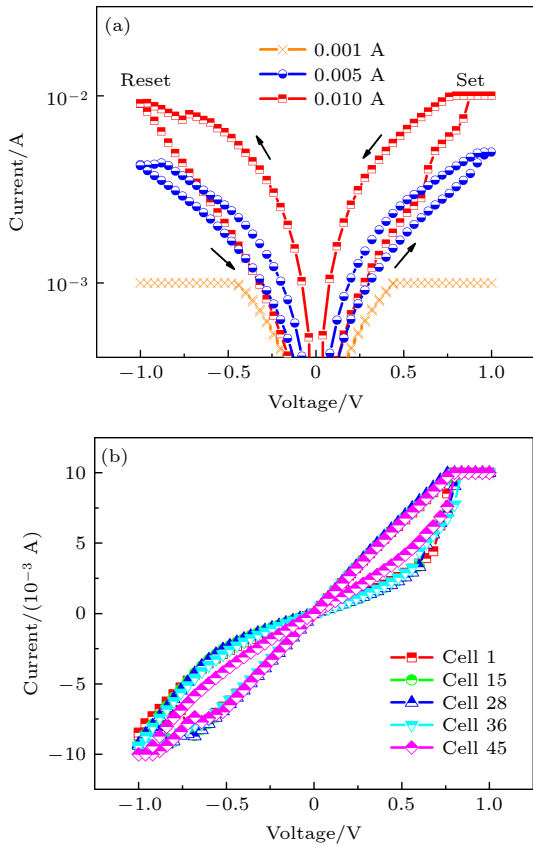 (a)
0.001 A
0.005 A
0.010 A
Reset
Set
10⁻²
10⁻³
Current/A
−1.0
−0.5
0
0.5
1.0
Voltage/V
(b)
10
5
0
−5
−10
Current/(10⁻³ A)
Cell 1
Cell 15
Cell 28
Cell 36
Cell 45
−1.0
−0.5
0
0.5
1.0
Voltage/V